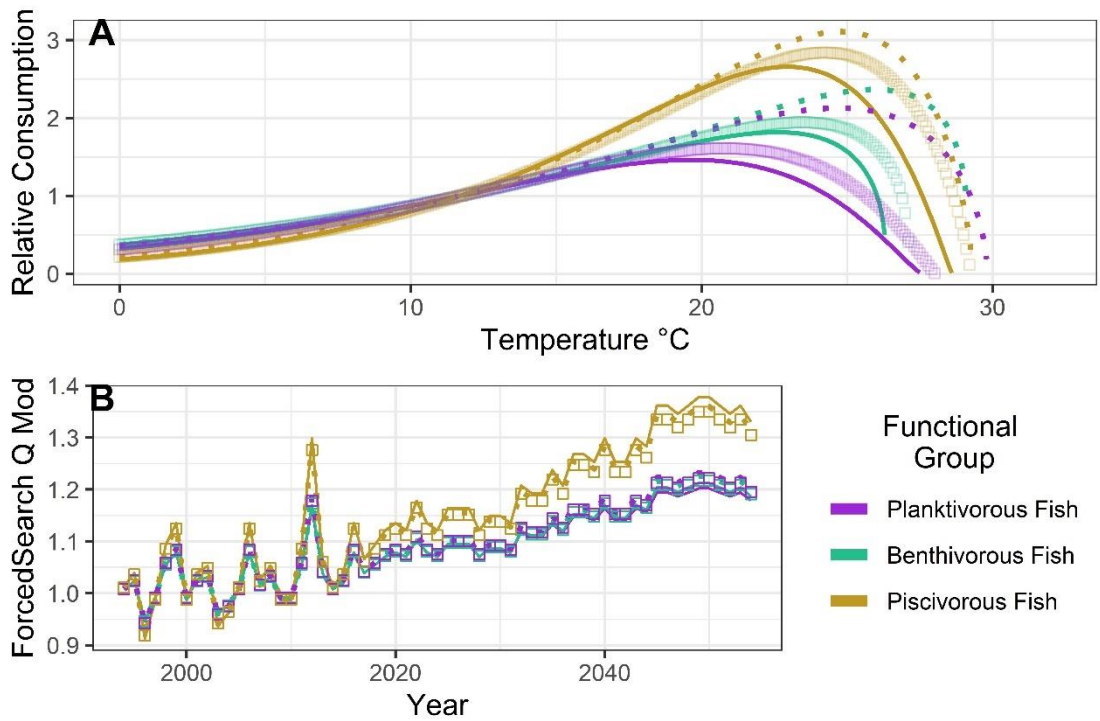 A
Relative Consumption
3
2
1
0
0
10
20
30
Temperature °C
B
ForcedSearch Q Mod
1.4
1.3
1.2
1.1
1.0
0.9
2000
2020
2040
Year
Functional
Group
Planktivorous Fish
Benthivorous Fish
Piscivorous Fish